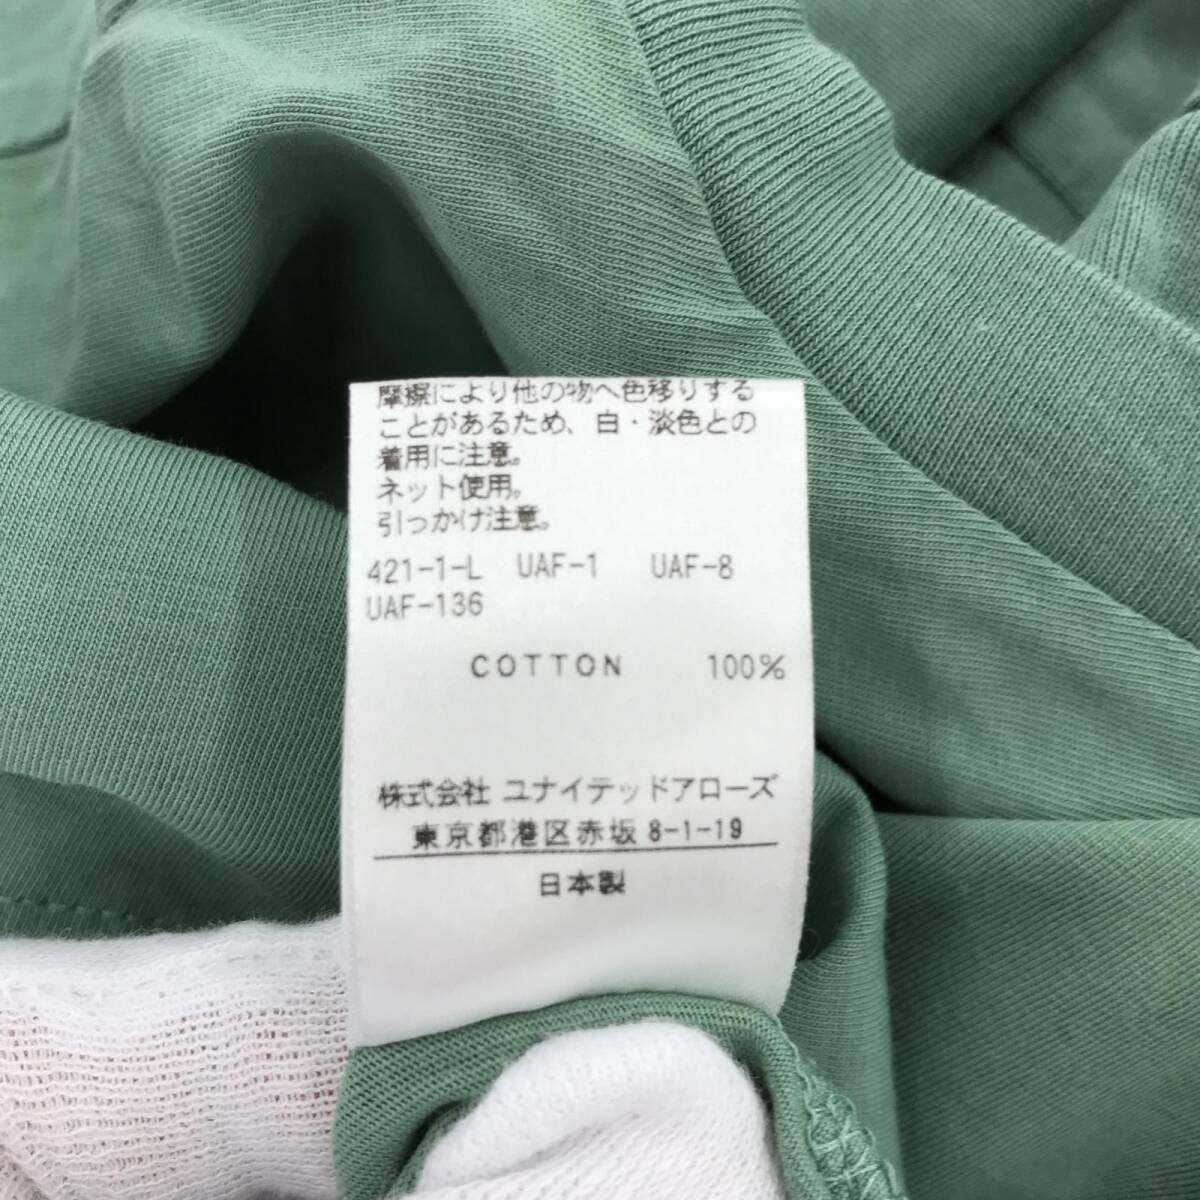 摩擦により他の物へ色移りする
ことがあるため、白・淡色との
着用に注意。
ネット使用。
引っかけ注意。
421-1-L UAF-1 UAF-8
UAF-136
COTTON 100%
株式会社 ユナイテッドアローズ
東京都港区赤坂 8-1-19
日本製